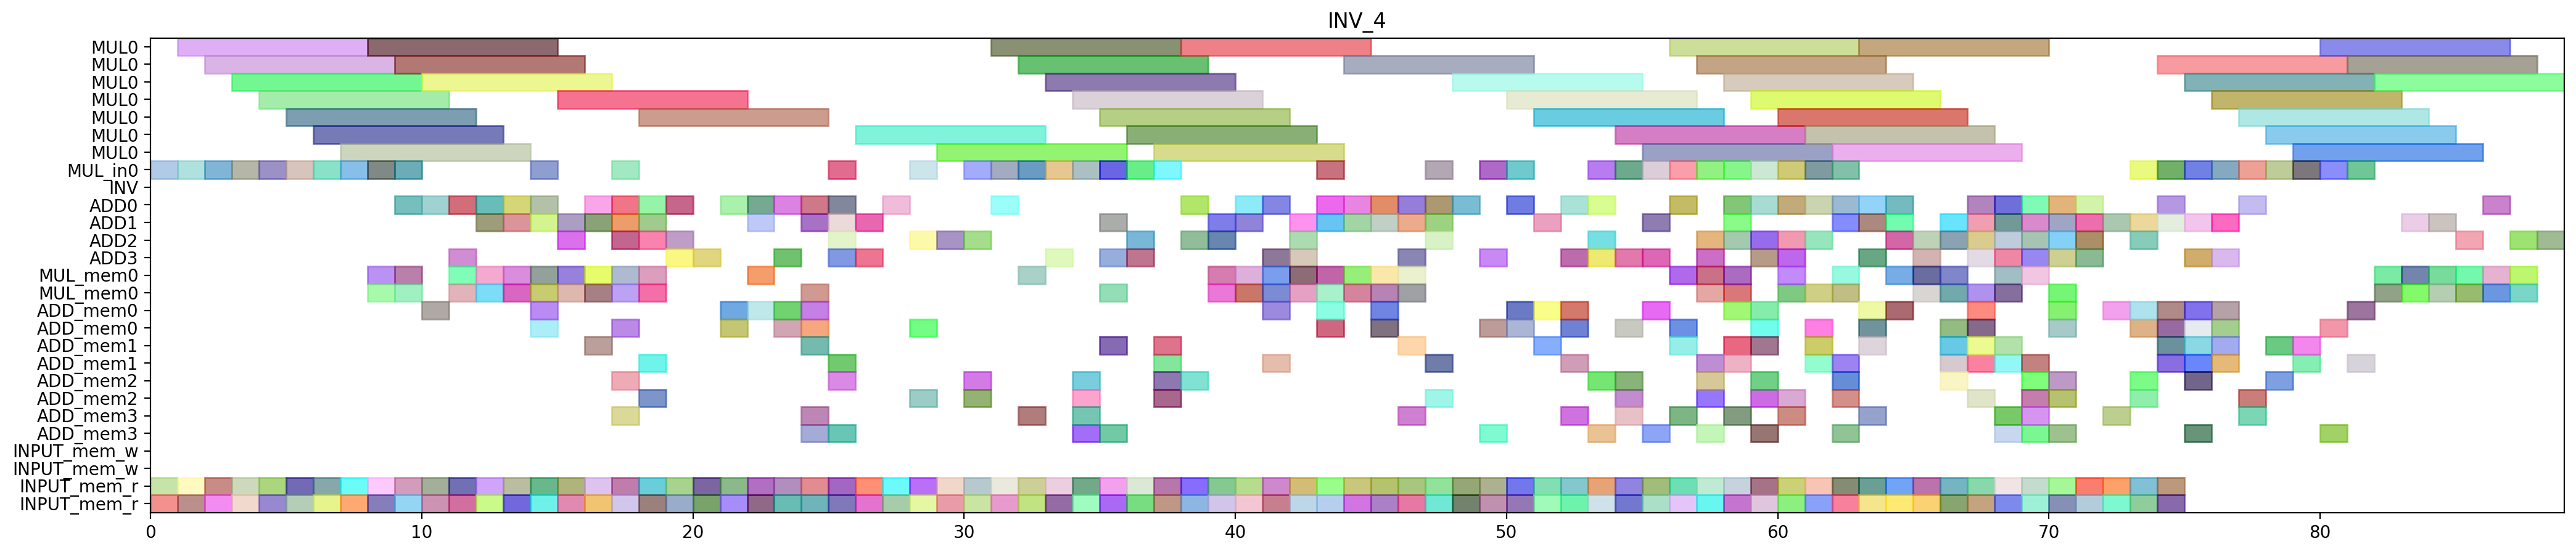 INV_4
MUL0
MUL0
MUL0
MUL0
MUL0
MUL0
MUL0
MUL_in0
INV
ADD0
ADD1
ADD2
ADD3
MUL_mem0
MUL_mem0
ADD_mem0
ADD_mem0
ADD_mem1
ADD_mem1
ADD_mem2
ADD_mem2
ADD_mem3
ADD_mem3
INPUT_mem_w
INPUT_mem_w
INPUT_mem_r
INPUT_mem_r
0 10 20 30 40 50 60 70 80